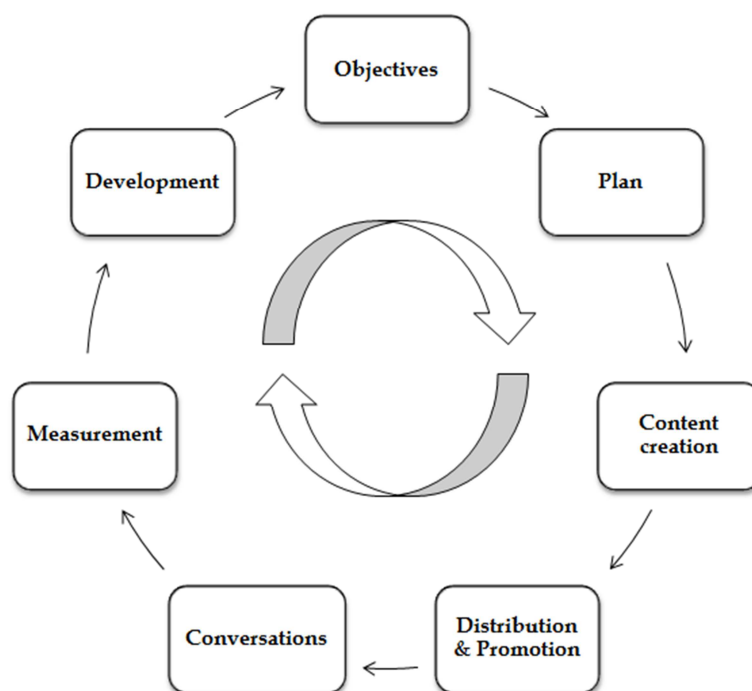 Objectives
Plan
Content
creation
Distribution
& Promotion
Conversations
Measurement
Development